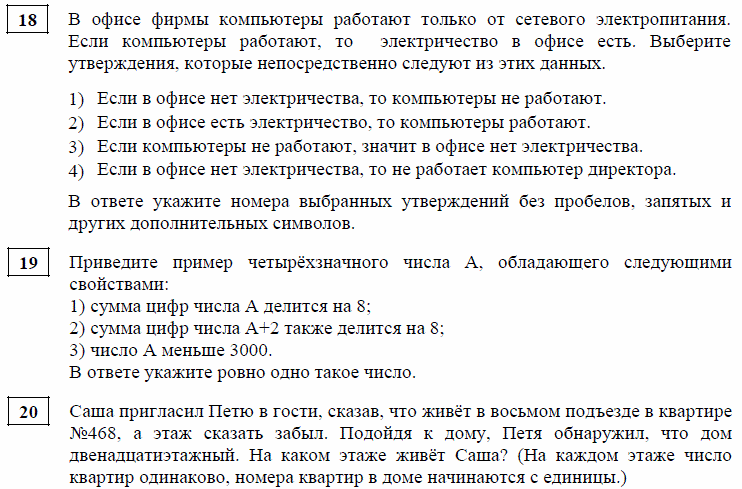 18 В офисе фирмы компьютеры работают только от сетевого электропитания.
Если компьютеры работают, то электричество в офисе есть. Выберите
утверждения, которые непосредственно следуют из этих данных.
1) Если в офисе нет электричества, то компьютеры не работают.
2) Если в офисе есть электричество, то компьютеры работают.
3) Если компьютеры не работают, значит в офисе нет электричества.
4) Если в офисе нет электричества, то не работает компьютер директора.
В ответе укажите номера выбранных утверждений без пробелов, запятых и
других дополнительных символов.
19 Приведите пример четырёхзначного числа А, обладающего следующими
свойствами:
1) сумма цифр числа А делится на 8;
2) сумма цифр числа А+2 также делится на 8;
3) число А меньше 3000.
В ответе укажите ровно одно такое число.
20 Саша пригласил Петю в гости, сказав, что живёт в восьмом подъезде в квартире
№468, а этаж сказать забыл. Подойдя к дому, Петя обнаружил, что дом
двенадцатиэтажный. На каком этаже живёт Саша? (На каждом этаже число
квартир одинаково, номера квартир в доме начинаются с единицы.)